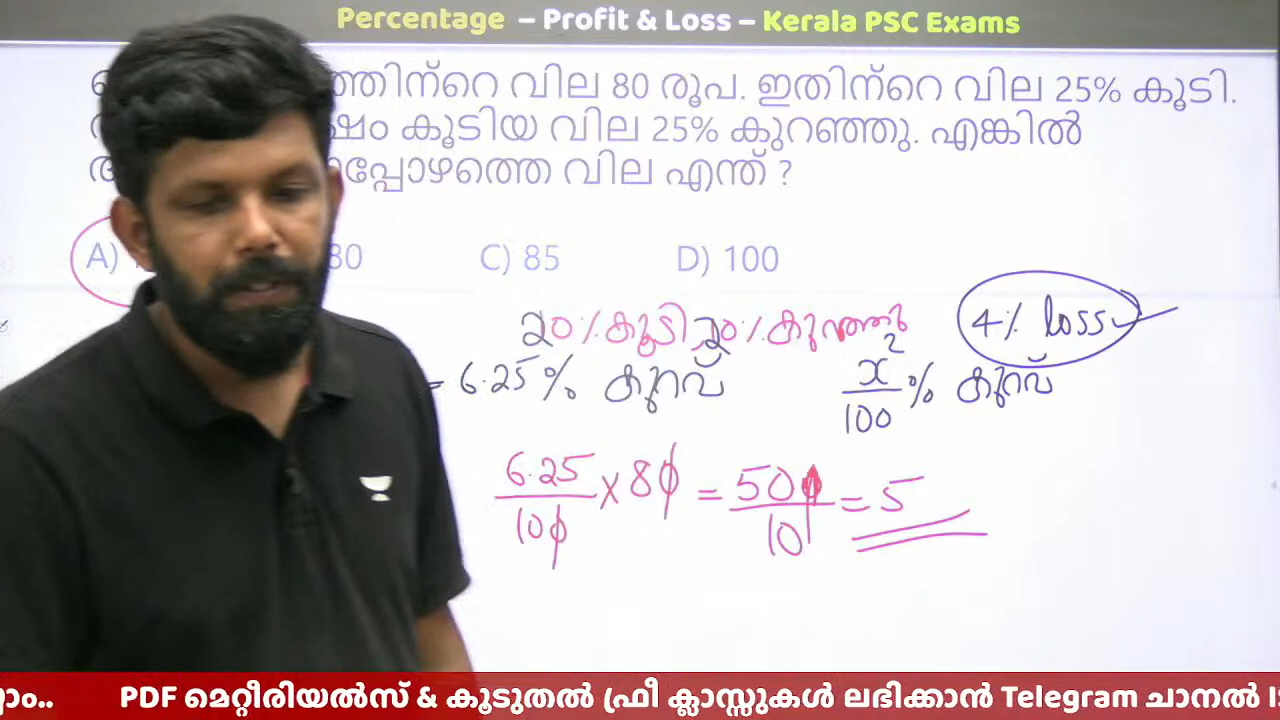 Percentage – Profit & Loss – Kerala PSC Exams
വില 80 രൂപ. ഇതിന്റെ വില 25% കൂടി.
കൂടിയ വില 25% കുറഞ്ഞു. എങ്കിൽ
വില എന്ത് ?
A) 80 C) 85 D) 100
20% കൂടി, 20% കുറഞ്ഞു 4% loss
= 6.25% കുറവ് x²/100 % കുറവ്
6.25/100 x 80 = 500/10 = 5
PDF മെറ്റീരിയൽസ് & കൂടുതൽ ഫ്രീ ക്ലാസ്സുകൾ ലഭിക്കാൻ Telegram ചാനൽ